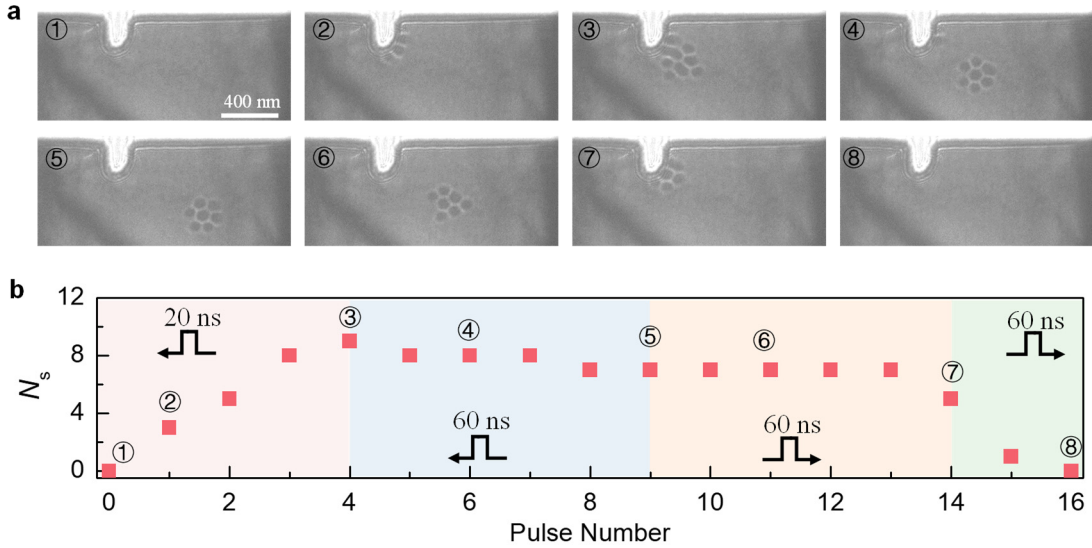 a
① ② ③ ④
400 nm
⑤ ⑥ ⑦ ⑧
b
12
8
4
0
N_s
20 ns
60 ns
60 ns
60 ns
① ② ③ ④ ⑤ ⑥ ⑦ ⑧
0 2 4 6 8 10 12 14 16
Pulse Number